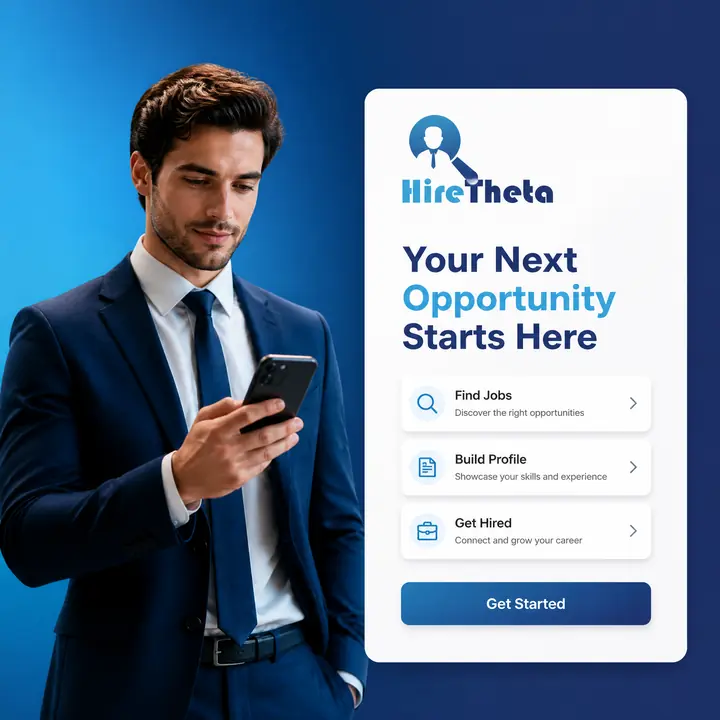 HireTheta
Your Next
Opportunity
Starts Here
Find Jobs
Discover the right opportunities
Build Profile
Showcase your skills and experience
Get Hired
Connect and grow your career
Get Started